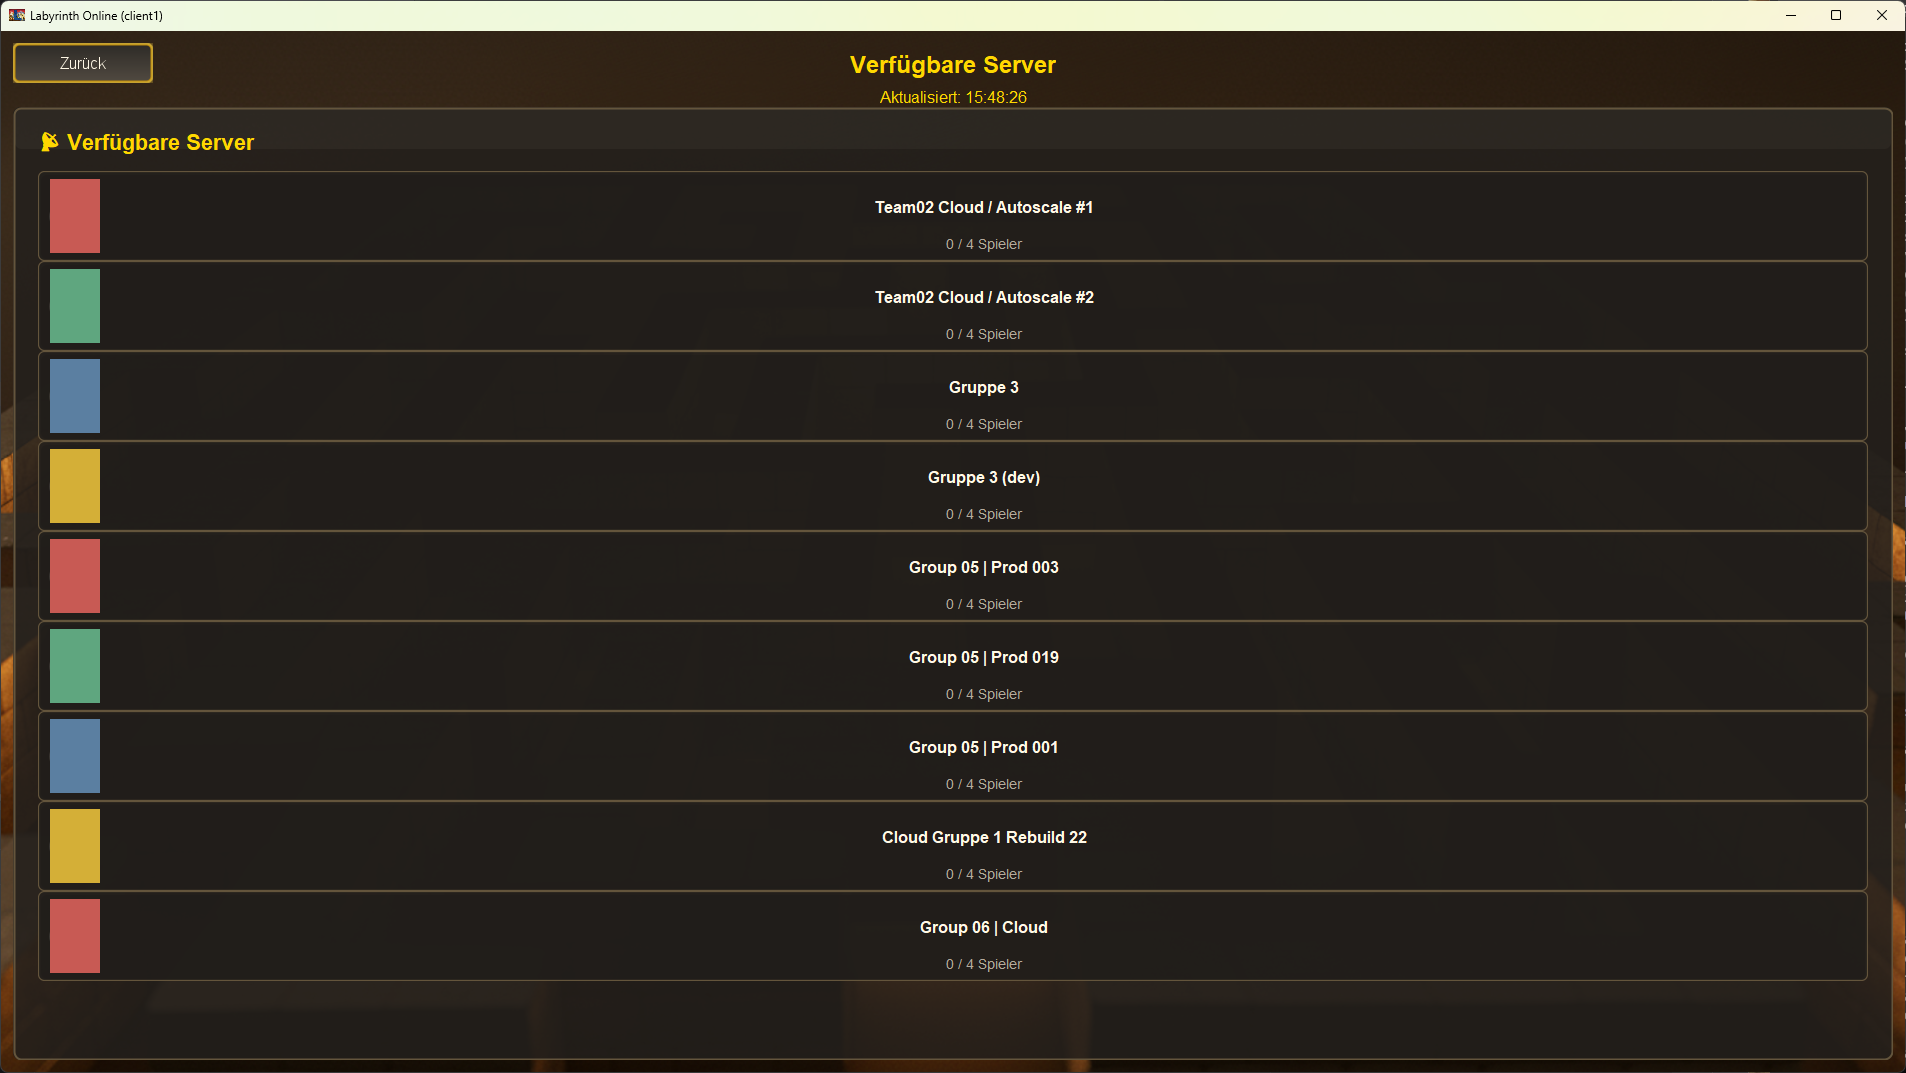 Labyrinth Online (client1)
Zurück
Verfügbare Server
Aktualisiert: 15:48:26
Verfügbare Server
Team02 Cloud / Autoscale #1
0 / 4 Spieler
Team02 Cloud / Autoscale #2
0 / 4 Spieler
Gruppe 3
0 / 4 Spieler
Gruppe 3 (dev)
0 / 4 Spieler
Group 05 | Prod 003
0 / 4 Spieler
Group 05 | Prod 019
0 / 4 Spieler
Group 05 | Prod 001
0 / 4 Spieler
Cloud Gruppe 1 Rebuild 22
0 / 4 Spieler
Group 06 | Cloud
0 / 4 Spieler